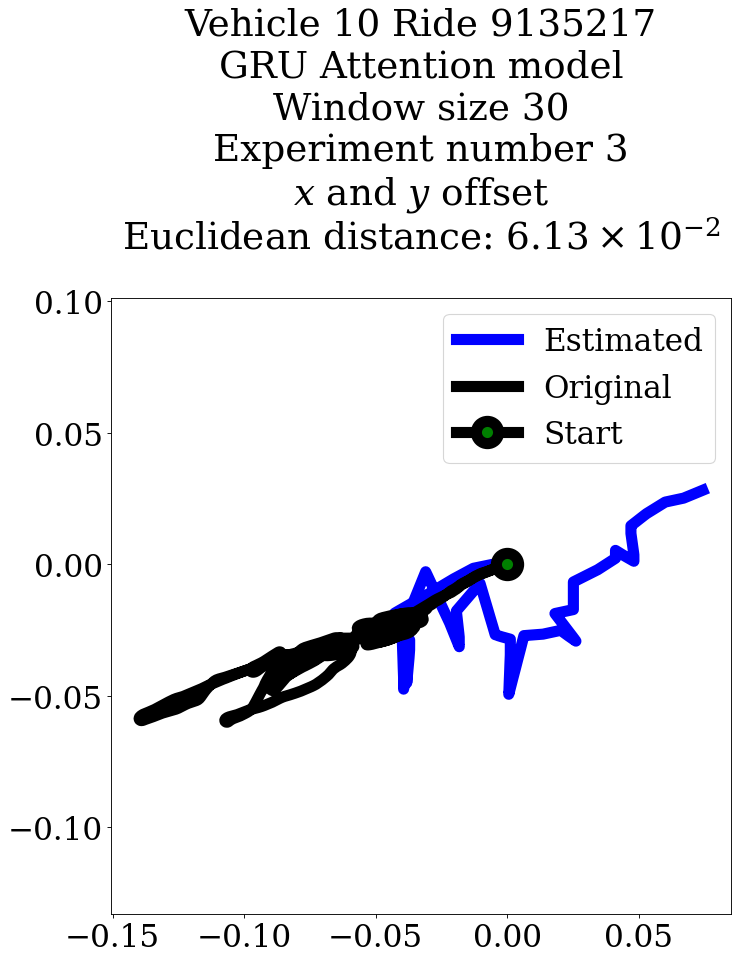 Vehicle 10 Ride 9135217
GRU Attention model
Window size 30
Experiment number 3
x and y offset
Euclidean distance: 6.13 × 10⁻²
0.10
0.05
0.00
−0.05
−0.10
Estimated
Original
Start
−0.15 −0.10 −0.05 0.00 0.05